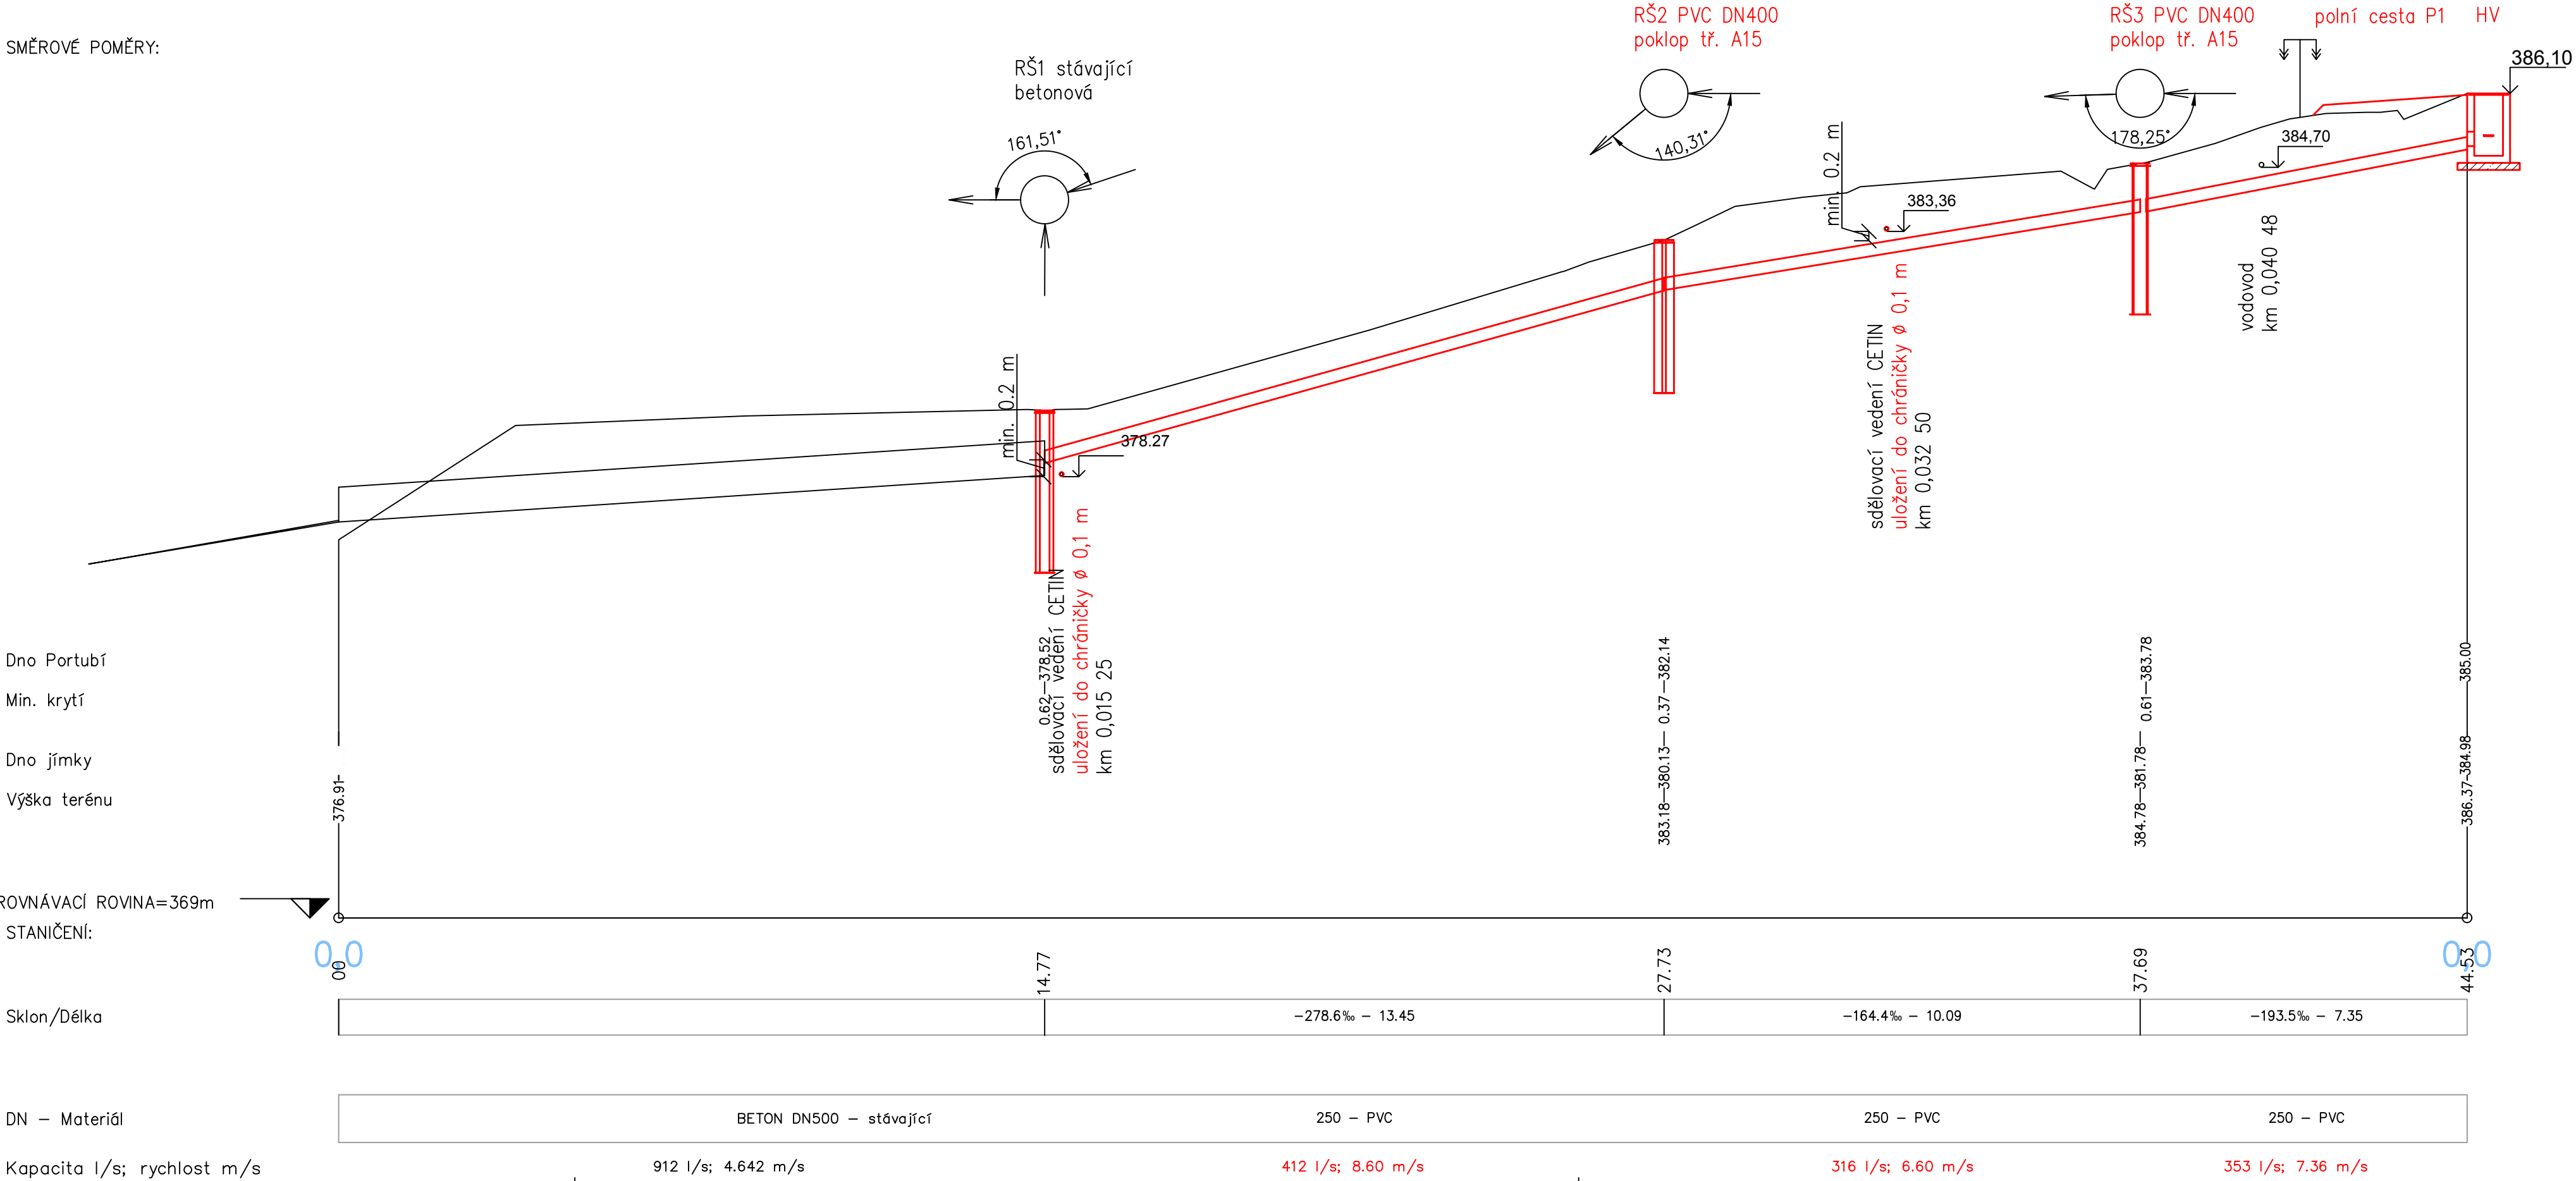 SMĚROVÉ POMĚRY:
RŠ1 stávající
betonová
161,51°
RŠ2 PVC DN400
poklop tř. A15
140,31°
RŠ3 PVC DN400
poklop tř. A15
178,25°
polní cesta P1
HV
386,10
384,70
383,36
378.27
min. 0.2 m
min. 0.2 m
sdělovací vedení CETIN
uložení do chráničky ø 0,1 m
km 0,015 25
sdělovací vedení CETIN
uložení do chráničky ø 0,1 m
km 0,032 50
vodovod
km 0,040 48
Dno Portubí
Min. krytí
0.62—378.52
0.37—382.14
0.61—383.78
385.00
Dno jímky
Výška terénu
376.91
383.18—380.13
384.78—381.78
386.37—384.98
ROVNÁVACÍ ROVINA=369m
STANIČENÍ:
0,0
0,0
00
14.77
27.73
37.69
44.53
Sklon/Délka
−278.6‰ − 13.45
−164.4‰ − 10.09
−193.5‰ − 7.35
DN − Materiál
BETON DN500 − stávající
250 − PVC
250 − PVC
250 − PVC
Kapacita l/s; rychlost m/s
912 l/s; 4.642 m/s
412 l/s; 8.60 m/s
316 l/s; 6.60 m/s
353 l/s; 7.36 m/s